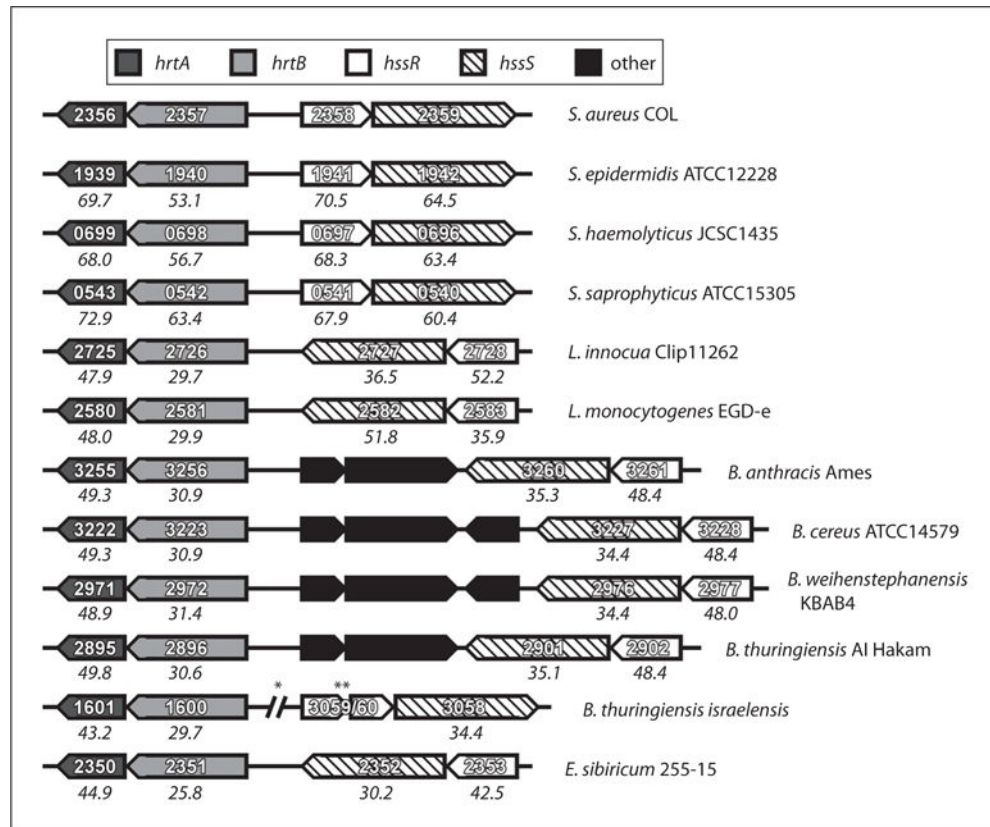 hrtA hrtB hssR hssS other
2356 2357 2358 2359 S. aureus COL
1939 1940 1941 1942 S. epidermidis ATCC12228
69.7 53.1 70.5 64.5
0699 0698 0697 0696 S. haemolyticus JCSC1435
68.0 56.7 68.3 63.4
0543 0542 0541 0540 S. saprophyticus ATCC15305
72.9 63.4 67.9 60.4
2725 2726 2727 2728 L. innocua Clip11262
47.9 29.7 36.5 52.2
2580 2581 2582 2583 L. monocytogenes EGD-e
48.0 29.9 51.8 35.9
3255 3256 3260 3261 B. anthracis Ames
49.3 30.9 35.3 48.4
3222 3223 3227 3228 B. cereus ATCC14579
49.3 30.9 34.4 48.4
2971 2972 2976 2977 B. weihenstephanensis
KBAB4
48.9 31.4 34.4 48.0
2895 2896 2901 2902 B. thuringiensis Al Hakam
49.8 30.6 35.1 48.4
* **
1601 1600 3059/60 3058 B. thuringiensis israelensis
43.2 29.7 34.4
2350 2351 2352 2353 E. sibiricum 255-15
44.9 25.8 30.2 42.5